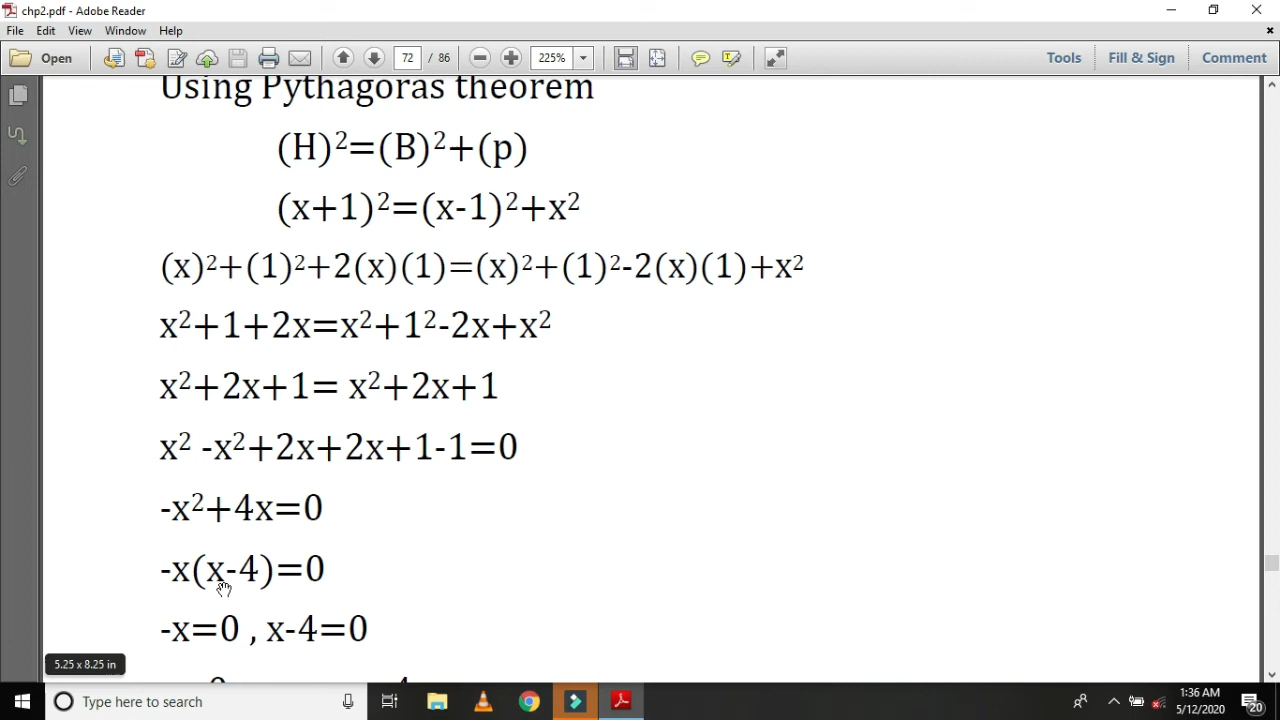 chp2.pdf - Adobe Reader
File Edit View Window Help
Open 72 / 86 225% Tools Fill & Sign Comment
Using Pythagoras theorem
(H)²=(B)²+(p)
(x+1)²=(x-1)²+x²
(x)²+(1)²+2(x)(1)=(x)²+(1)²-2(x)(1)+x²
x²+1+2x=x²+1²-2x+x²
x²+2x+1= x²+2x+1
x² -x²+2x+2x+1-1=0
-x²+4x=0
-x(x-4)=0
-x=0 , x-4=0
5.25 x 8.25 in
Type here to search
1:36 AM
5/12/2020
20